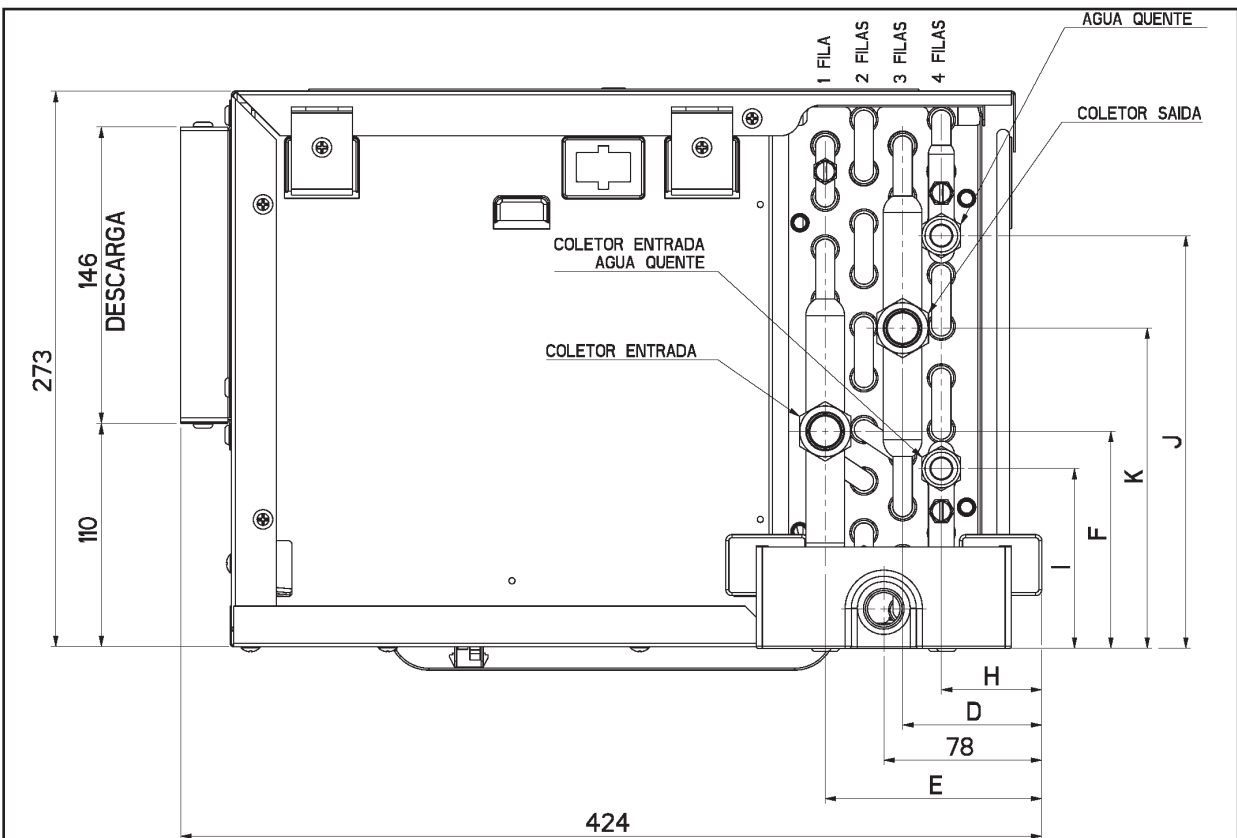 1 FILA
2 FILAS
3 FILAS
4 FILAS
AGUA QUENTE
COLETOR SAIDA
COLETOR ENTRADA
AGUA QUENTE
COLETOR ENTRADA
146
DESCARGA
273
110
J
K
F
I
H
D
78
E
424